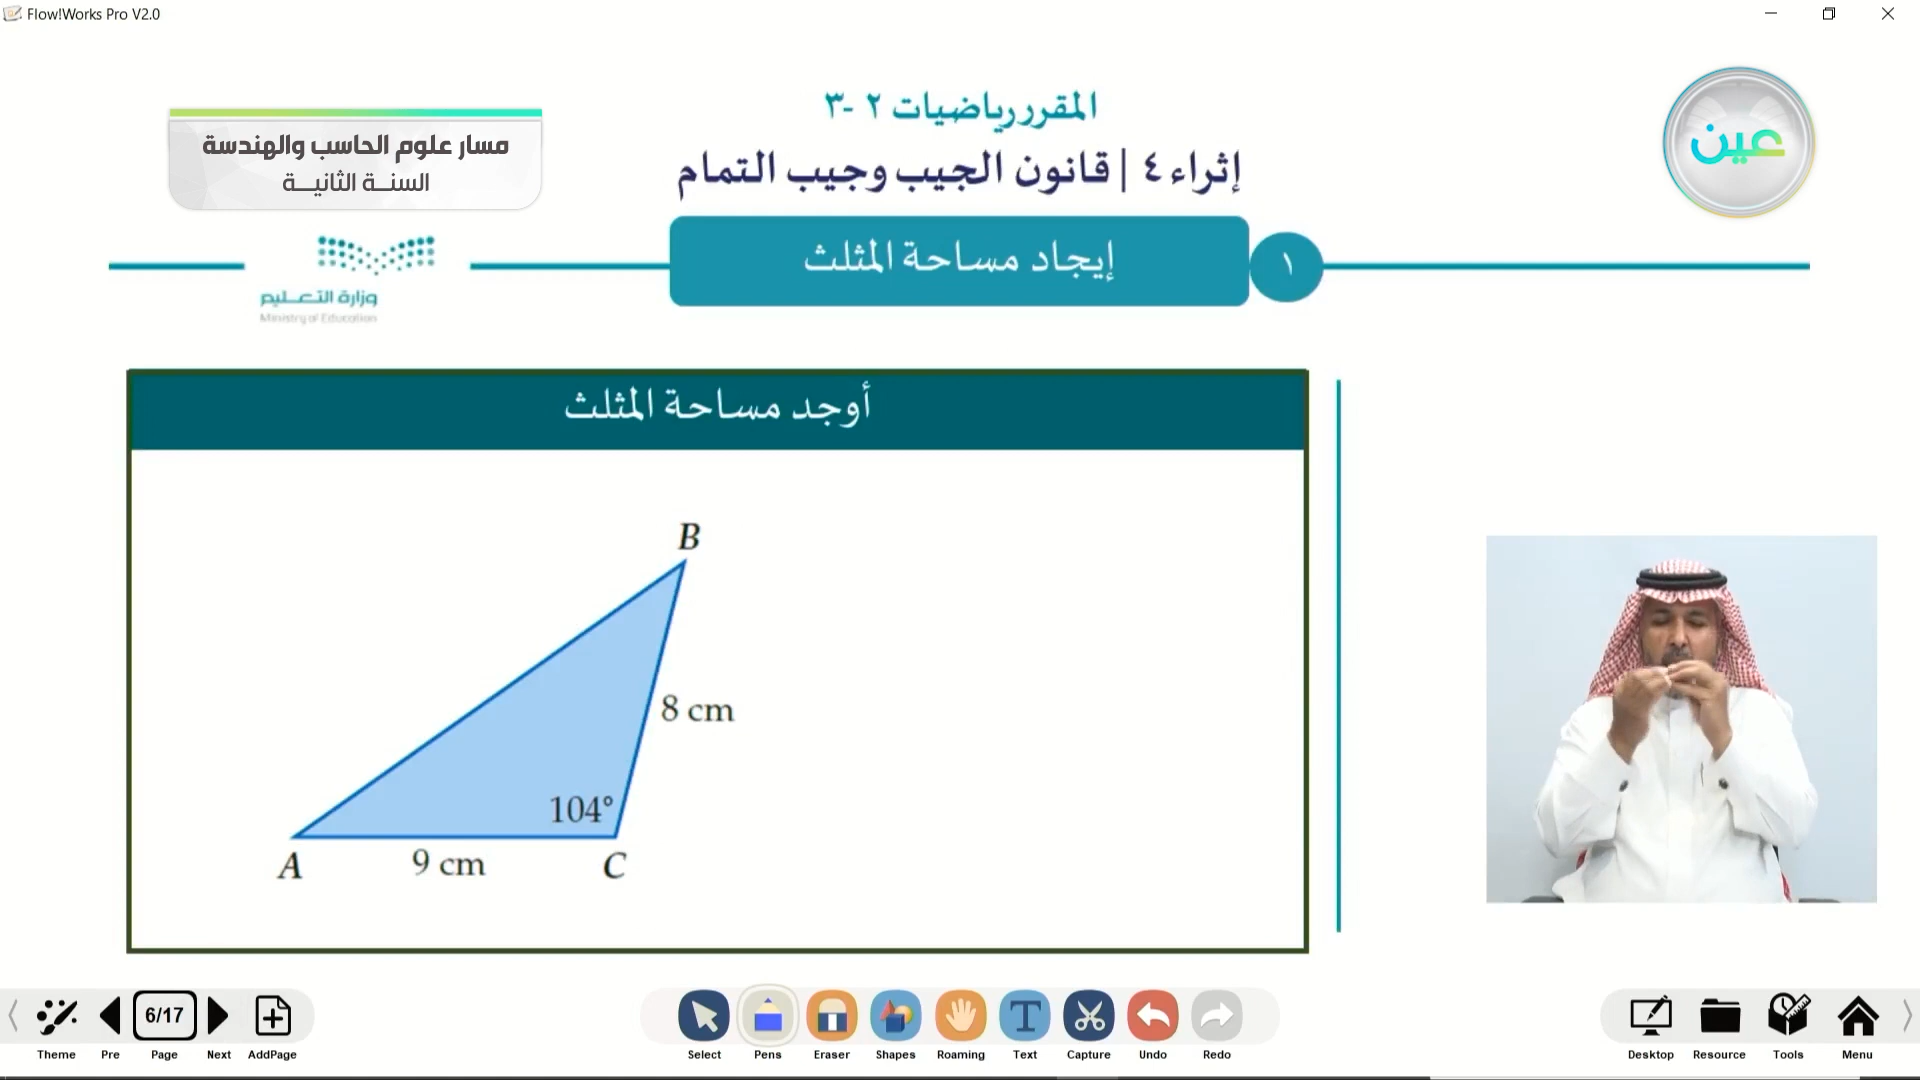 Flow!Works Pro V2.0
المقرر رياضيات ٢ -٣
إثراء ٤ | قانون الجيب وجيب التمام
مسار علوم الحاسب والهندسة
السنة الثانية
عين
١
إيجاد مساحة المثلث
وزارة التعليم
Ministry of Education
أوجد مساحة المثلث
B
8 cm
104°
A
9 cm
C
6/17
Theme
Pre
Page
Next
AddPage
Select
Pens
Eraser
Shapes
Roaming
T
Text
Capture
Undo
Redo
Desktop
Resource
Tools
Menu